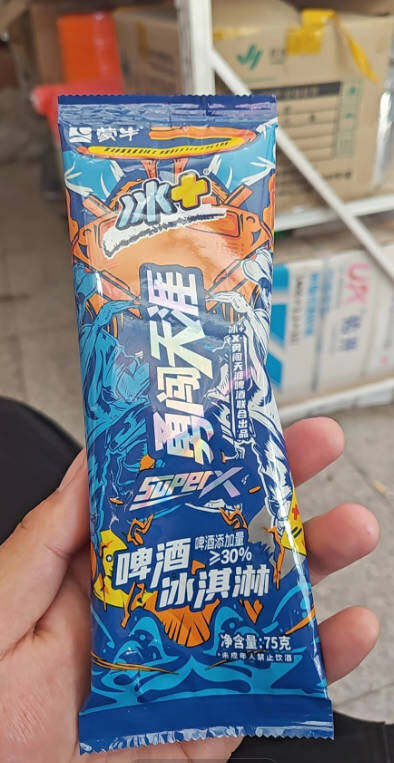 蒙牛
冰+
勇闯天涯
冰+X勇闯天涯啤酒联合出品
SUPERX
啤酒添加量
≥30%
啤酒
冰淇淋
净含量:75克
*未成年人禁止饮酒